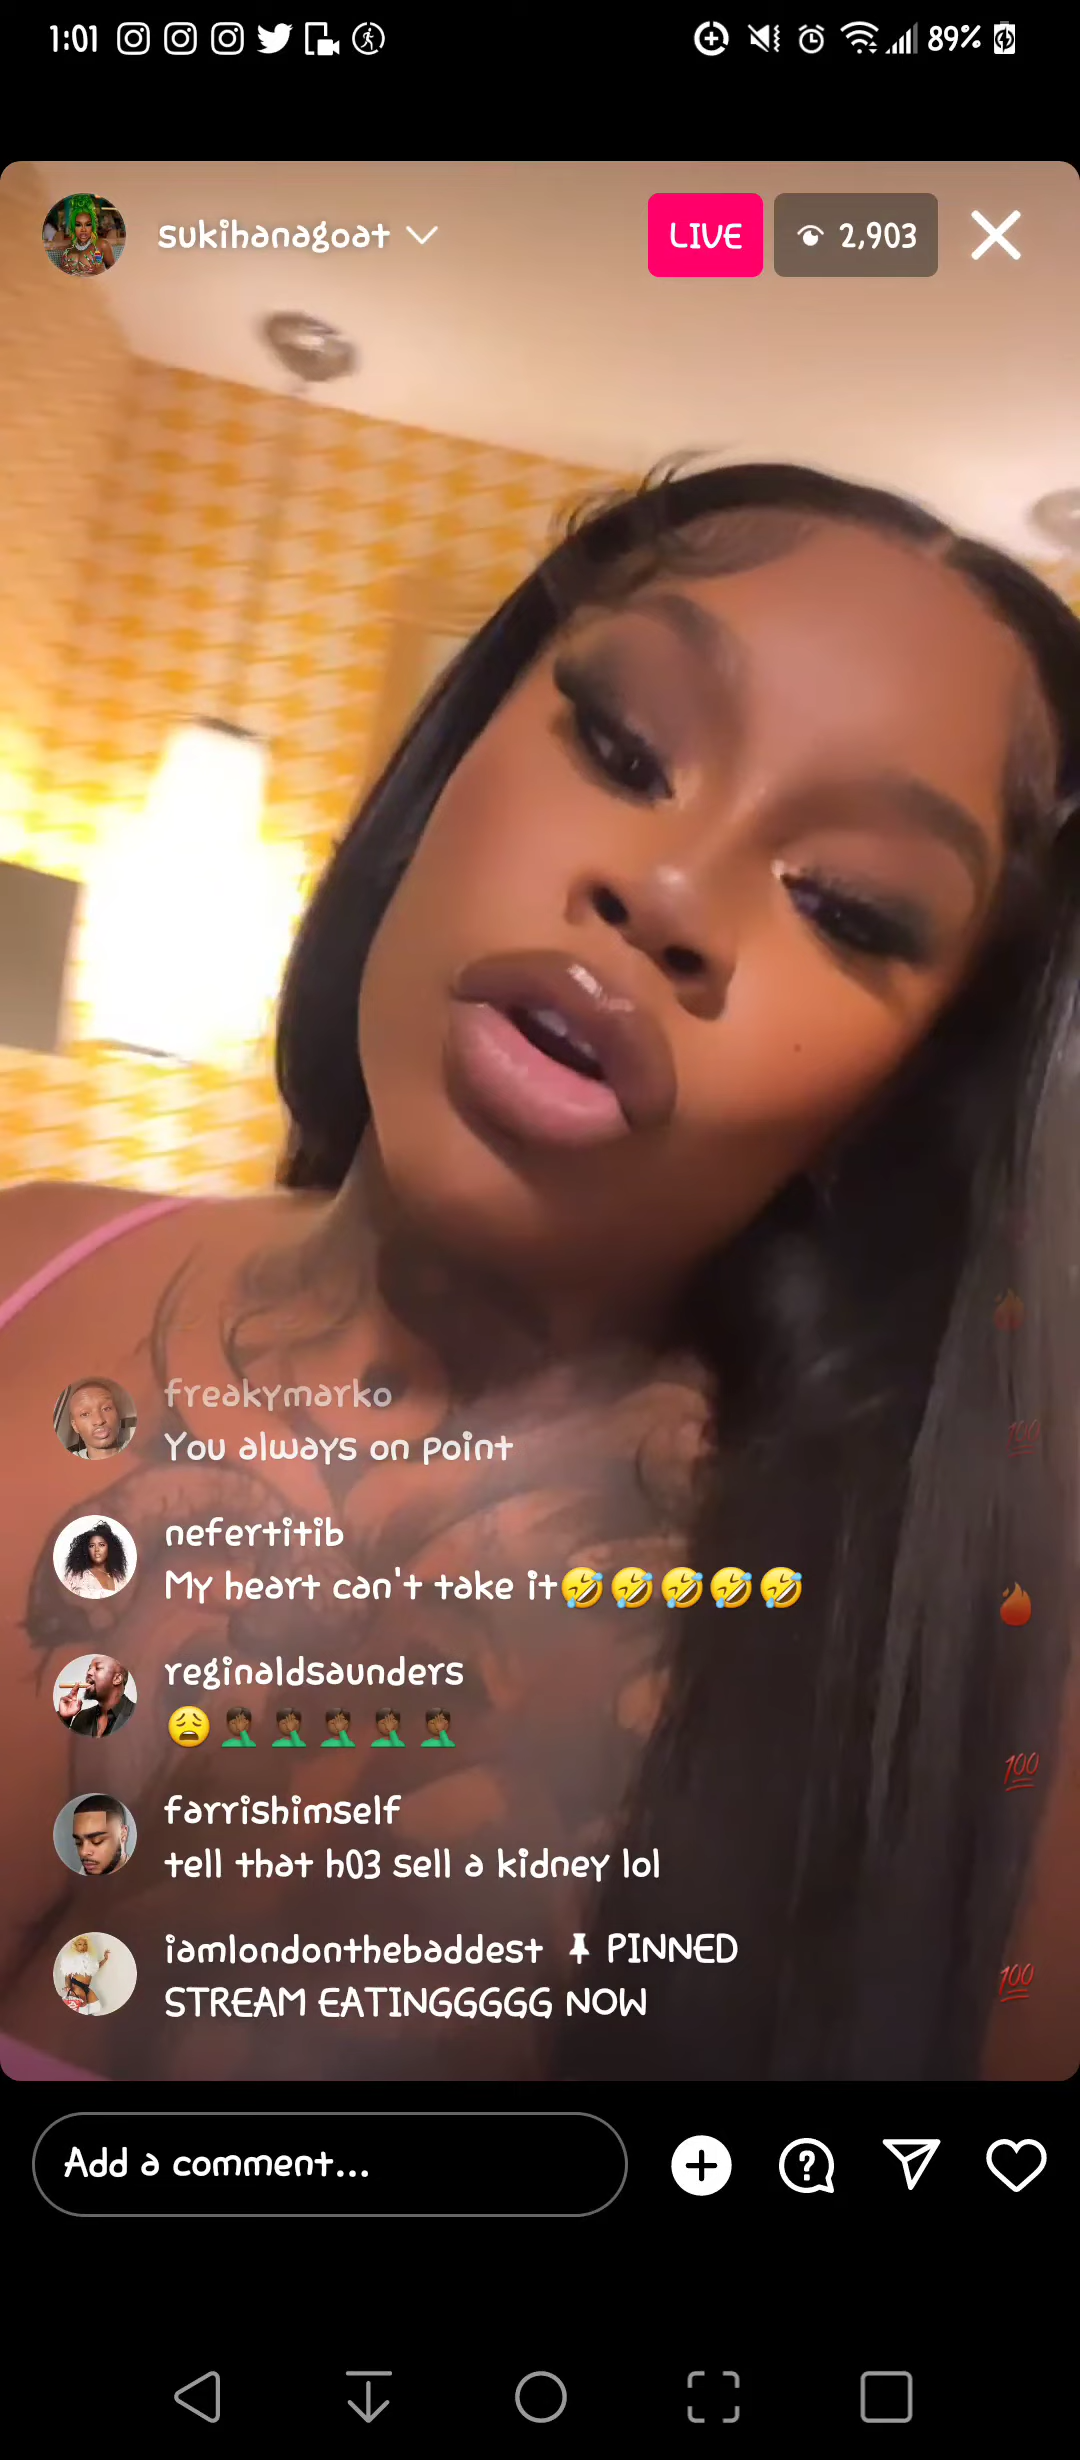 1:01
89%
sukihanagoat
LIVE
2,903
freakymarko
You always on point
nefertitib
My heart can't take it🤣🤣🤣🤣🤣
reginaldsaunders
😩🤦🏾‍♂️🤦🏾‍♂️🤦🏾‍♂️🤦🏾‍♂️🤦🏾‍♂️
farrishimself
tell that h03 sell a kidney lol
iamlondonthebaddest 📌 PINNED
STREAM EATINGGGGG NOW
Add a comment...